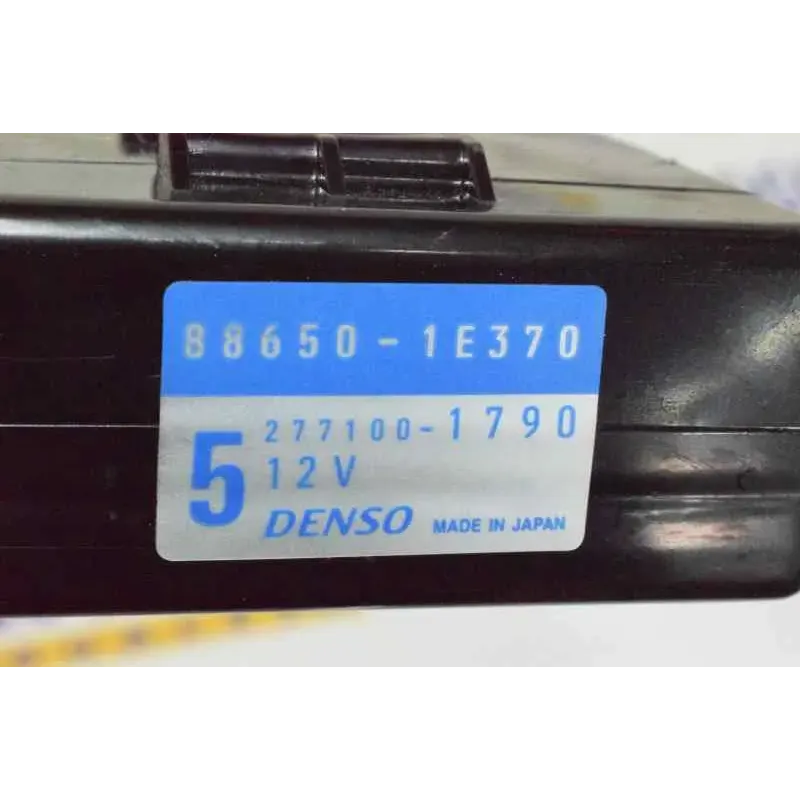 88650-1E370
277100-1790
5 12V
DENSO MADE IN JAPAN